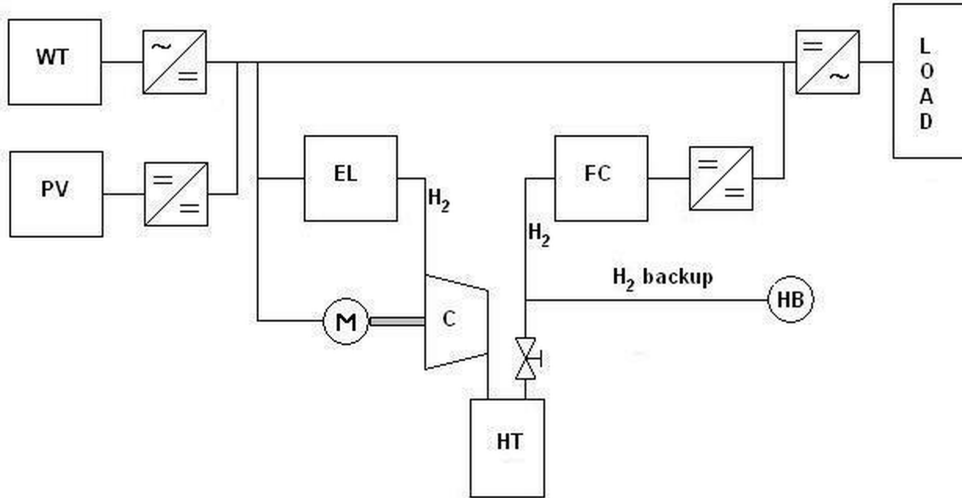 WT
~
=
=
~
L
O
A
D
PV
=
=
EL
H₂
FC
=
=
H₂
H₂ backup
HB
M
C
HT